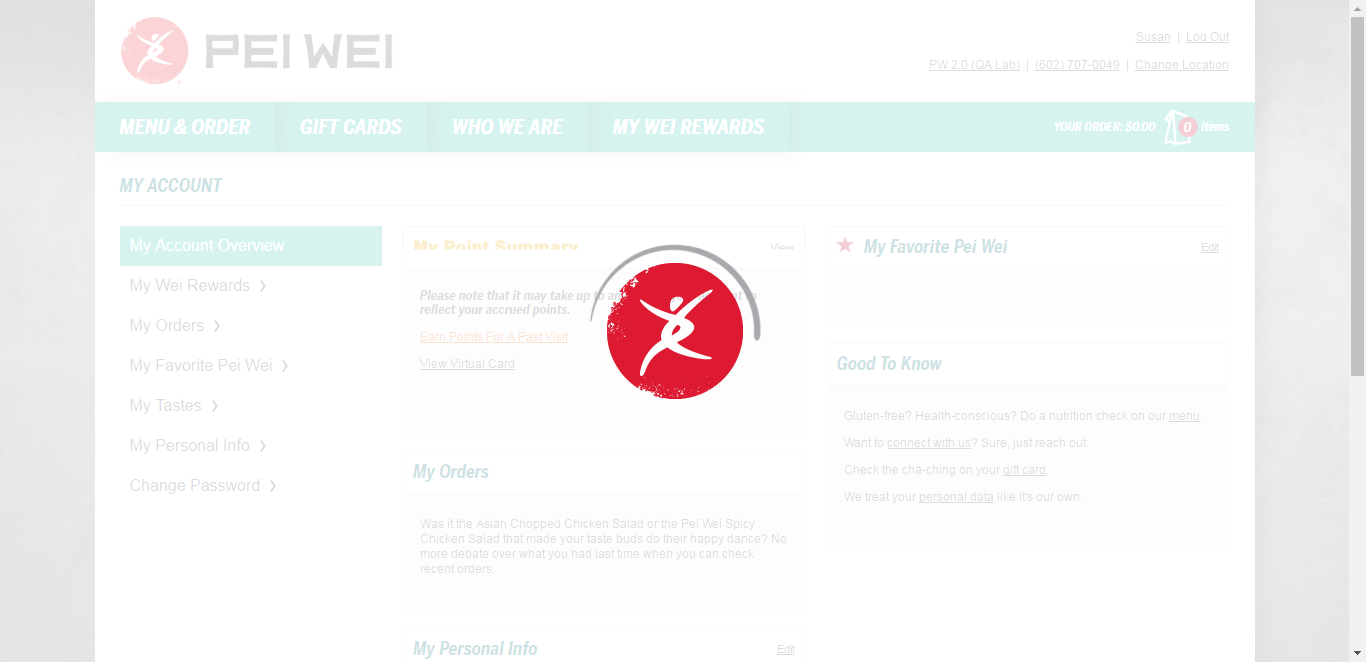 PEI WEI
Susan | Log Out
PW 2.0 (QA Lab) | (602) 707-0049 | Change Location
MENU & ORDER GIFT CARDS WHO WE ARE MY WEI REWARDS YOUR ORDER: $0.00 0 items
MY ACCOUNT
My Account Overview
My Wei Rewards
My Orders
My Favorite Pei Wei
My Tastes
My Personal Info
Change Password
My Point Summary View
Please note that it may take up to an
reflect your accrued points.
Earn Points For A Past Visit
View Virtual Card
My Orders
Was it the Asian Chopped Chicken Salad or the Pei Wei Spicy
Chicken Salad that made your taste buds do their happy dance? No
more debate over what you had last time when you can check
recent orders.
My Personal Info Edit
My Favorite Pei Wei Edit
Good To Know
Gluten-free? Health-conscious? Do a nutrition check on our menu.
Want to connect with us? Sure, just reach out.
Check the cha-ching on your gift card.
We treat your personal data like it's our own.